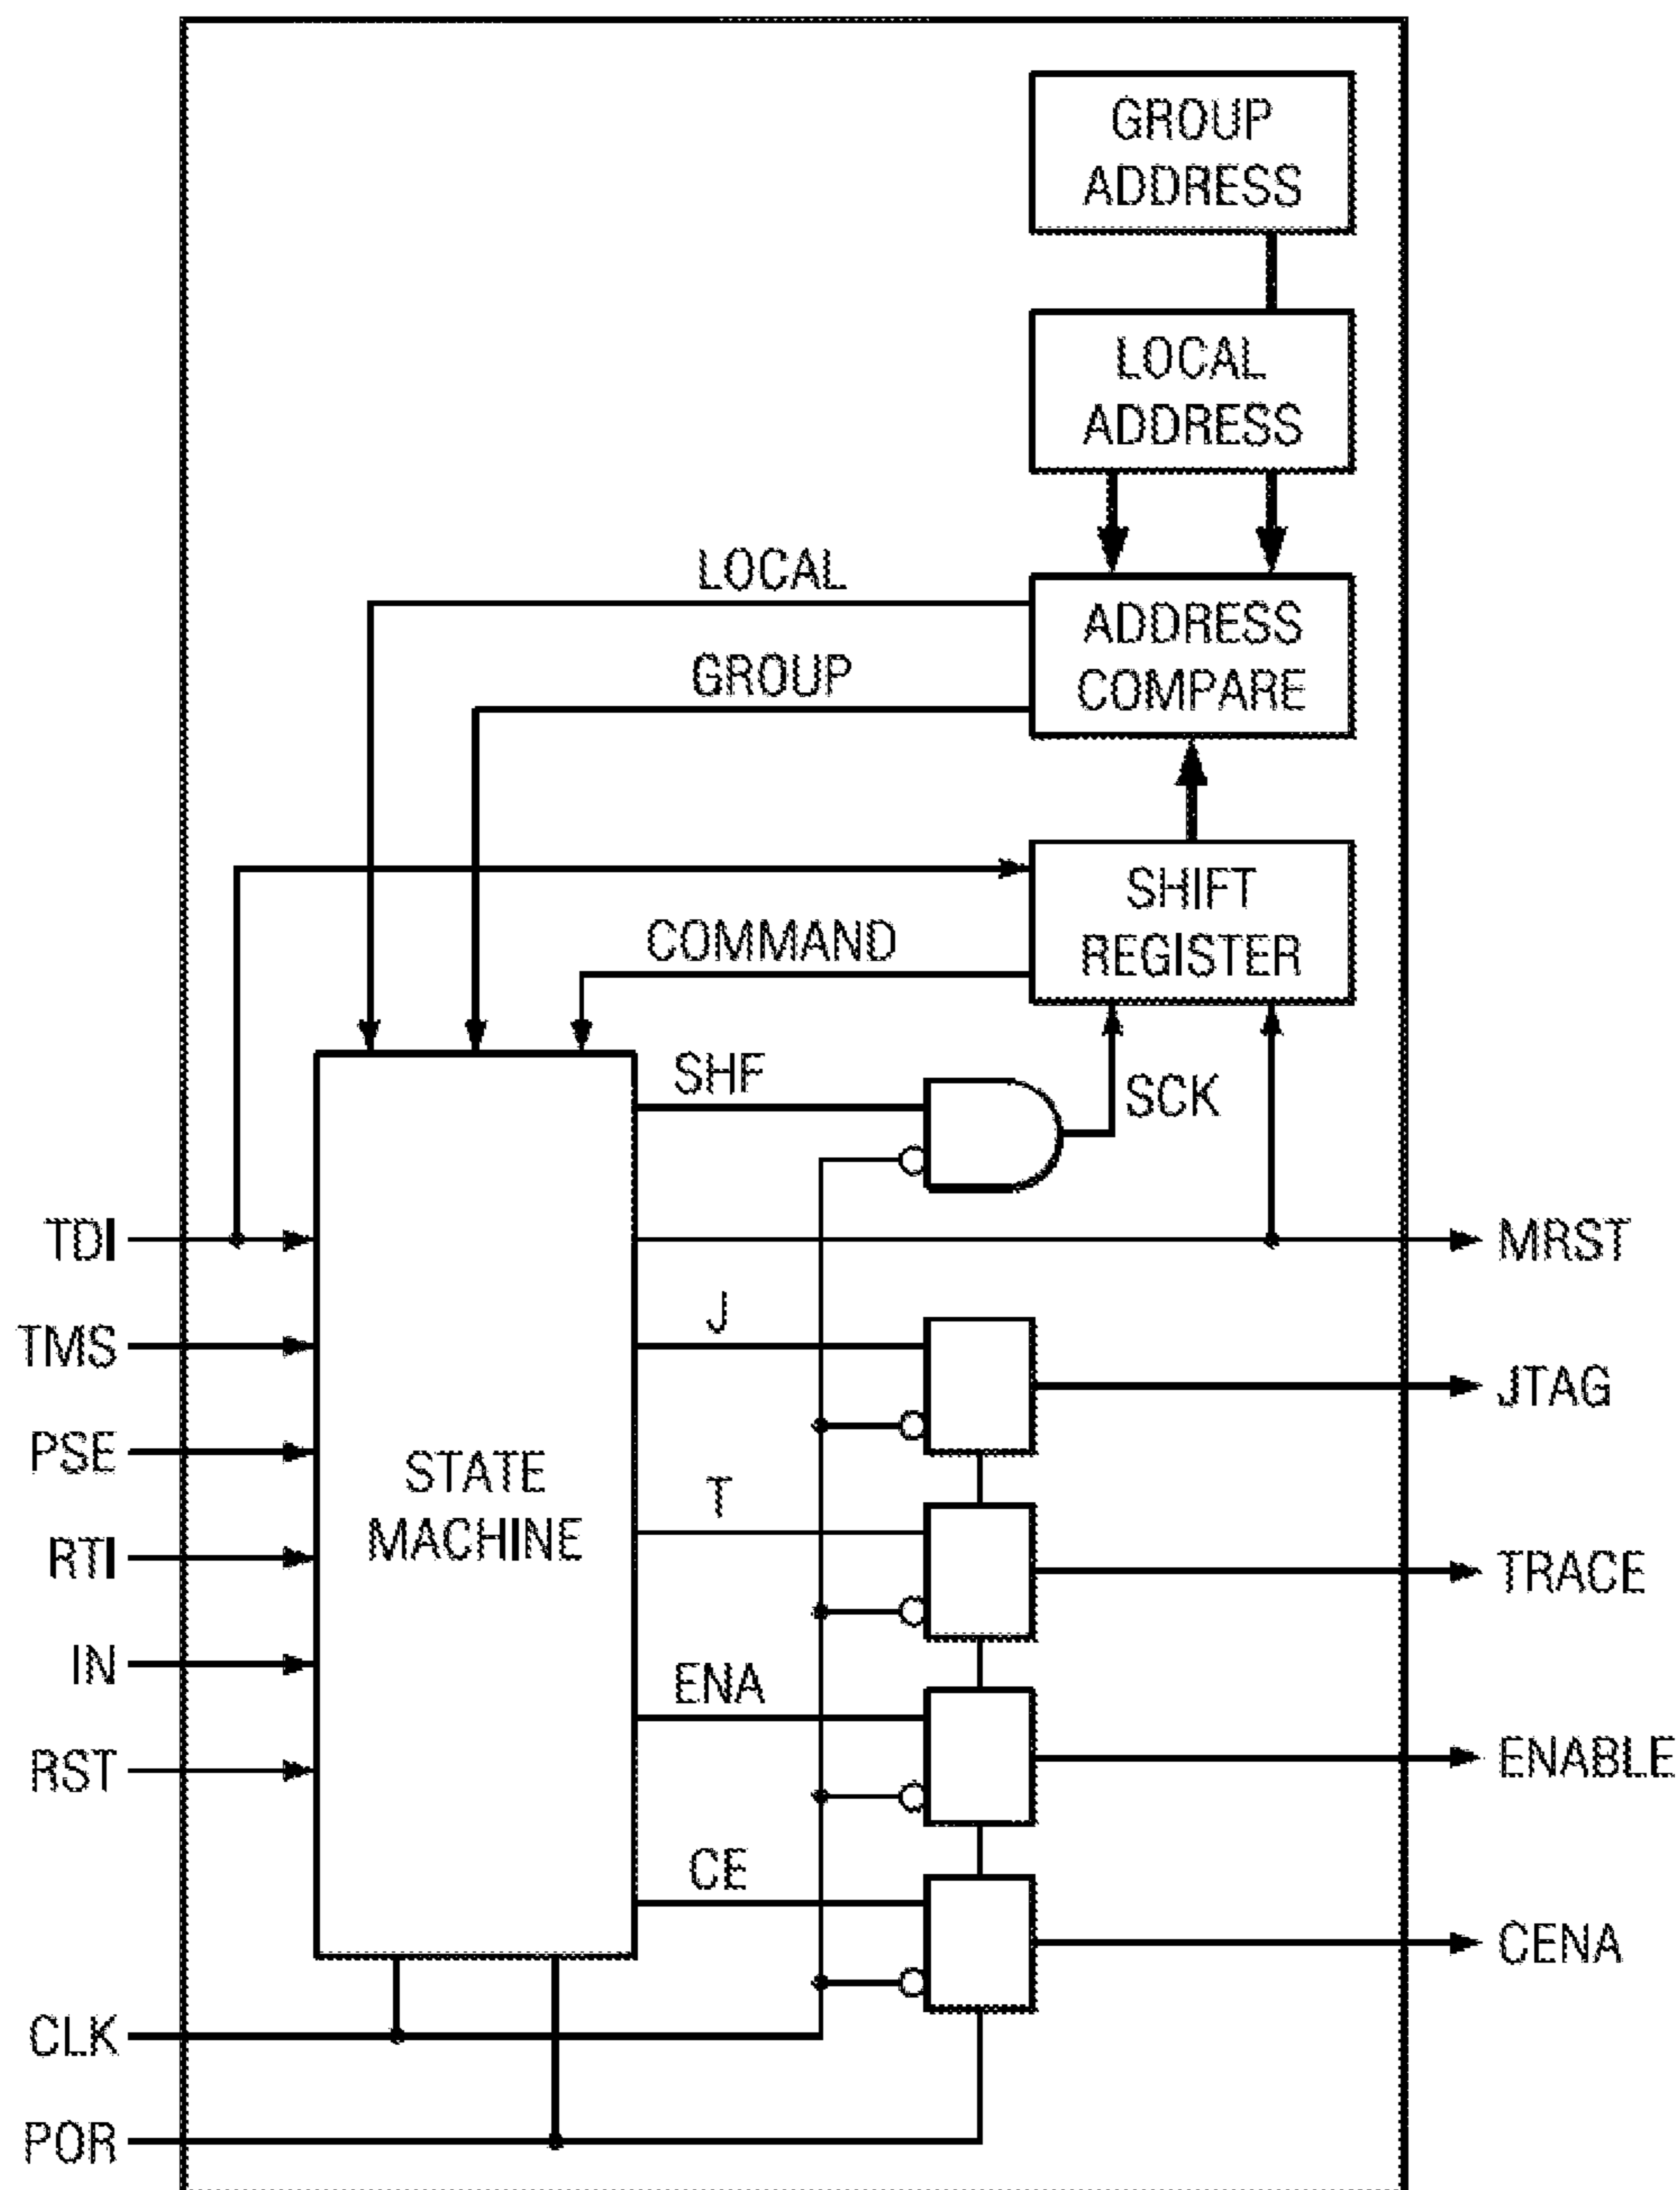 GROUP
ADDRESS
LOCAL
ADDRESS
LOCAL
ADDRESS
COMPARE
GROUP
SHIFT
REGISTER
COMMAND
SHF
SCK
TDI
MRST
TMS
J
JTAG
PSE
STATE
MACHINE
T
RTI
TRACE
IN
ENA
RST
ENABLE
CE
CENA
CLK
POR